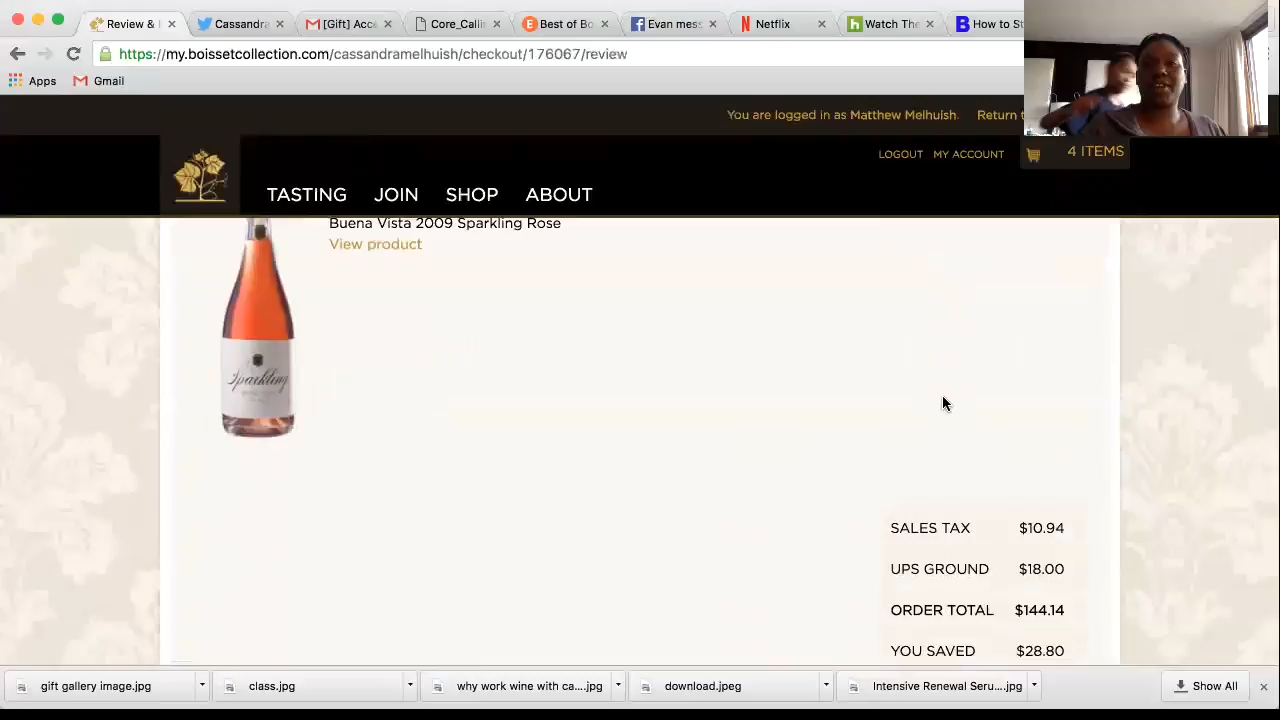 Review &
Cassandra
[Gift] Acce
Core_Calli
Best of Bo
Evan mess
Netflix
Watch The
How to St
https://my.boissetcollection.com/cassandramelhuish/checkout/176067/review
Apps
Gmail
You are logged in as Matthew Melhuish. Return t
LOGOUT MY ACCOUNT 4 ITEMS
TASTING JOIN SHOP ABOUT
Buena Vista 2009 Sparkling Rose
View product
Sparkling
SALES TAX $10.94
UPS GROUND $18.00
ORDER TOTAL $144.14
YOU SAVED $28.80
gift gallery image.jpg
class.jpg
why work wine with ca....jpg
download.jpeg
Intensive Renewal Seru....jpg
Show All